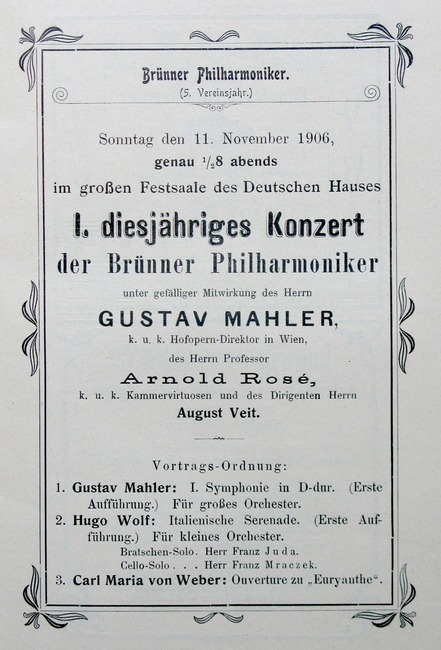 Brünner Philharmoniker.
(5. Vereinsjahr.)
Sonntag den 11. November 1906,
genau ½8 abends
im großen Festsaale des Deutschen Hauses
I. diesjähriges Konzert
der Brünner Philharmoniker
unter gefälliger Mitwirkung des Herrn
GUSTAV MAHLER,
k. u. k. Hofopern-Direktor in Wien,
des Herrn Professor
Arnold Rosé,
k. u. k. Kammervirtuosen und des Dirigenten Herrn
August Veit.
Vortrags-Ordnung:
1. Gustav Mahler: I. Symphonie in D-dur. (Erste
Aufführung.) Für großes Orchester.
2. Hugo Wolf: Italienische Serenade. (Erste Auf-
führung.) Für kleines Orchester.
Bratschen-Solo. Herr Franz Juda.
Cello-Solo . . . Herr Franz Mraczek.
3. Carl Maria von Weber: Ouverture zu „Euryanthe“.